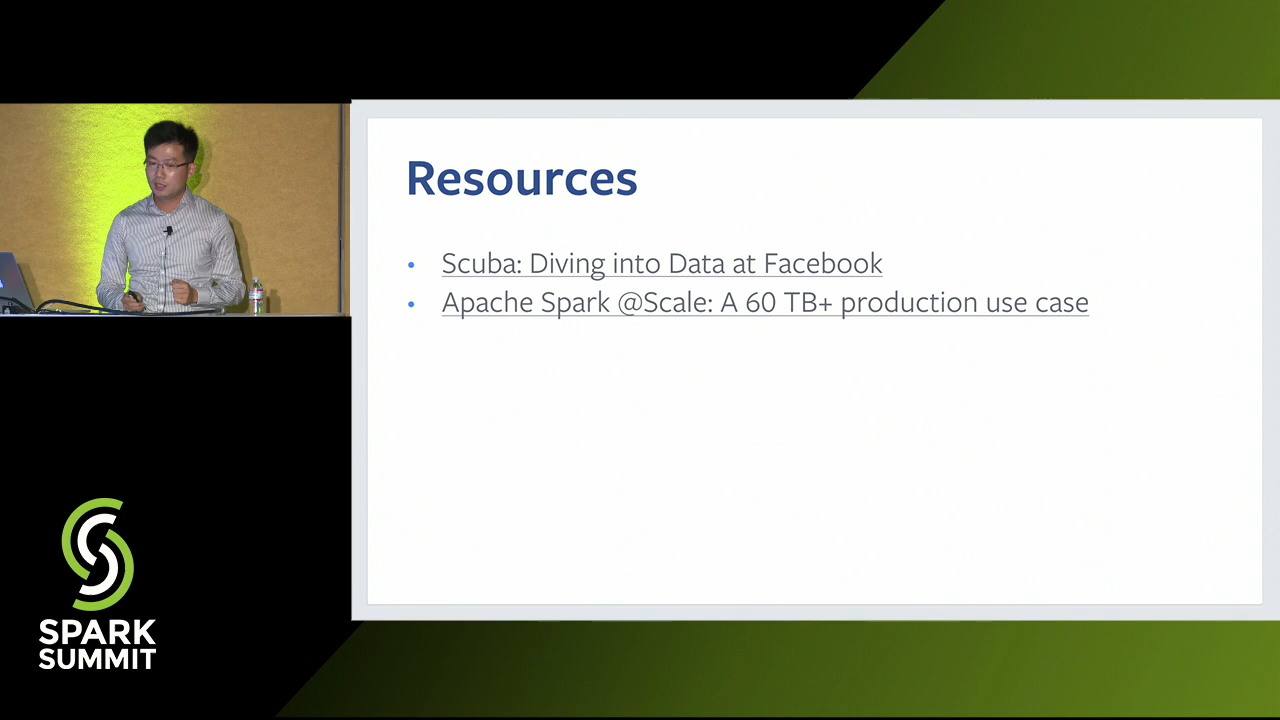 Resources
• Scuba: Diving into Data at Facebook
• Apache Spark @Scale: A 60 TB+ production use case
SPARK
SUMMIT